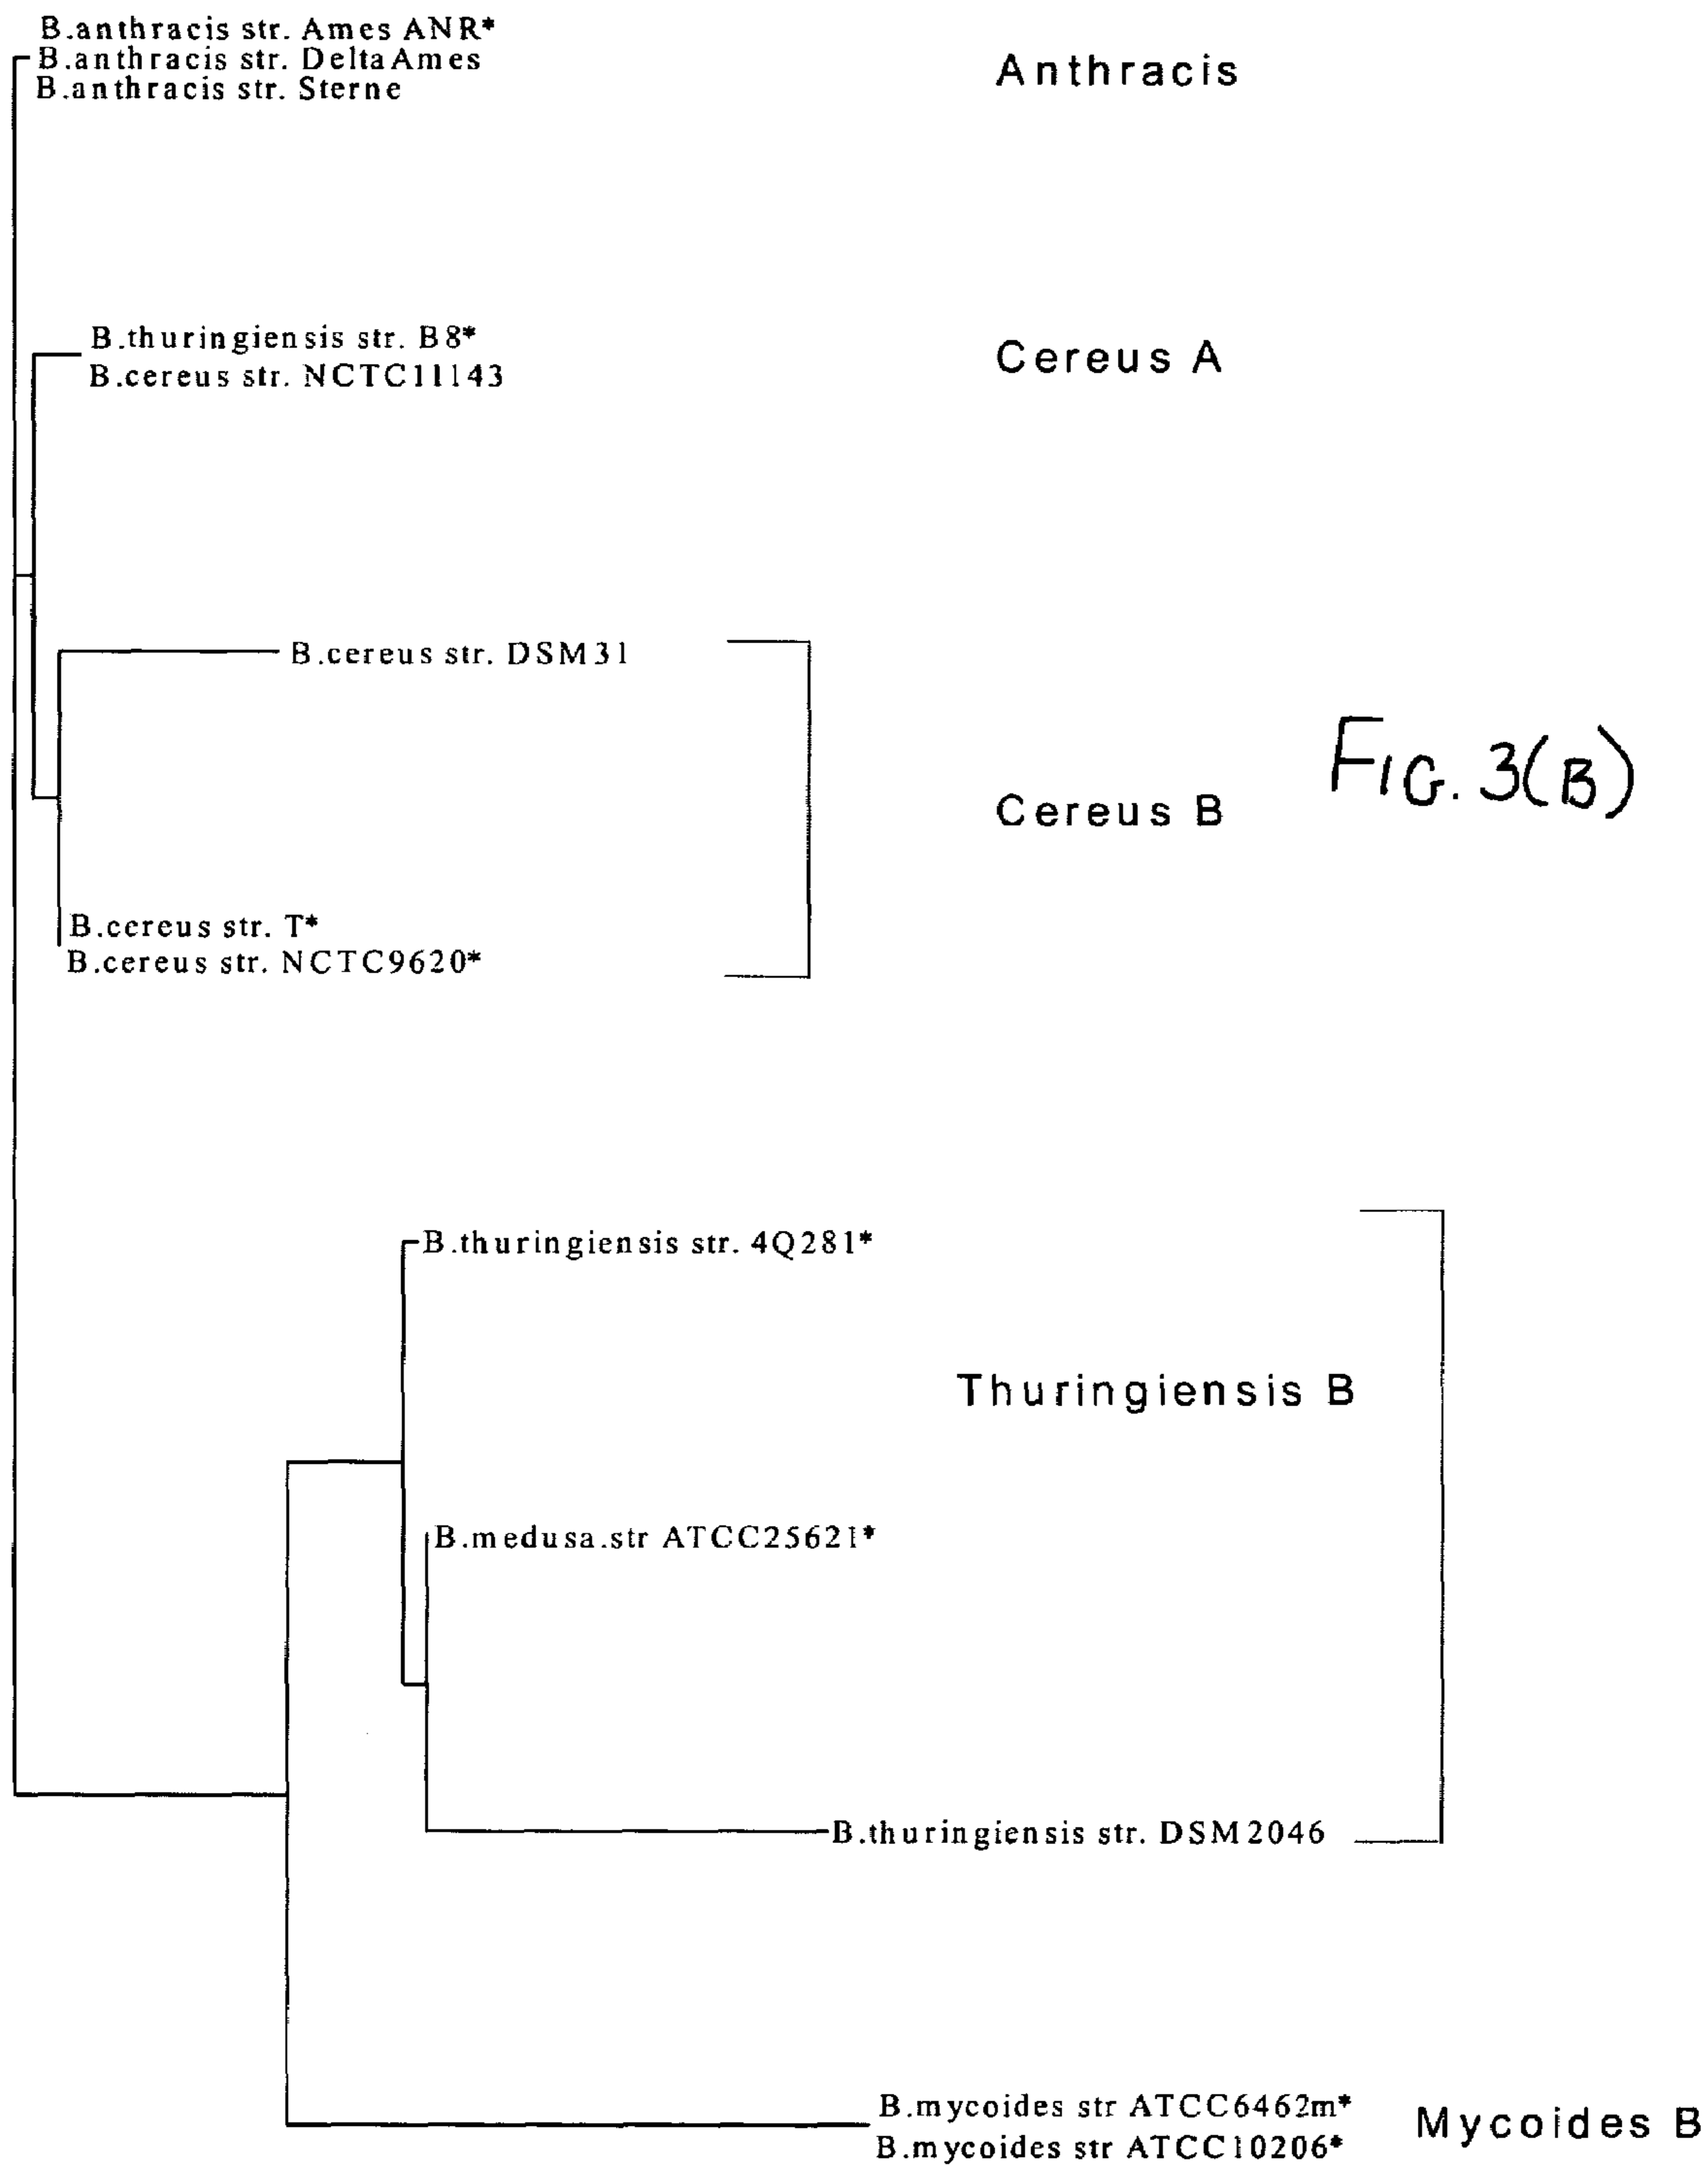 B.anthracis str. Ames ANR*
B.anthracis str. DeltaAmes
B.anthracis str. Sterne
Anthracis
B.thuringiensis str. B8*
B.cereus str. NCTC11143
Cereus A
B.cereus str. DSM31
FIG. 3(B)
Cereus B
B.cereus str. T*
B.cereus str. NCTC9620*
B.thuringiensis str. 4Q281*
Thuringiensis B
B.medusa.str ATCC25621*
B.thuringiensis str. DSM2046
B.mycoides str ATCC6462m*
B.mycoides str ATCC10206*
Mycoides B